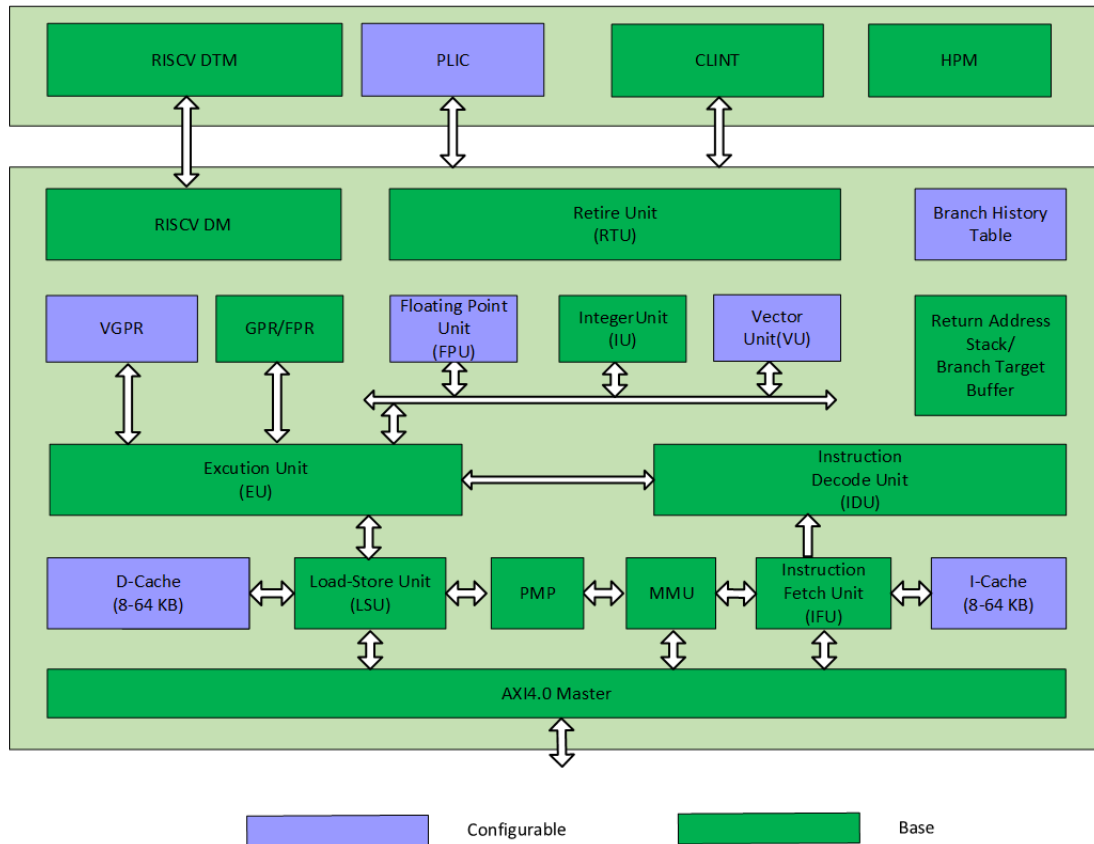 RISCV DTM
PLIC
CLINT
HPM
RISCV DM
Retire Unit
(RTU)
Branch History
Table
VGPR
GPR/FPR
Floating Point
Unit
(FPU)
IntegerUnit
(IU)
Vector
Unit(VU)
Return Address
Stack/
Branch Target
Buffer
Excution Unit
(EU)
Instruction
Decode Unit
(IDU)
D-Cache
(8-64 KB)
Load-Store Unit
(LSU)
PMP
MMU
Instruction
Fetch Unit
(IFU)
I-Cache
(8-64 KB)
AXI4.0 Master
Configurable
Base